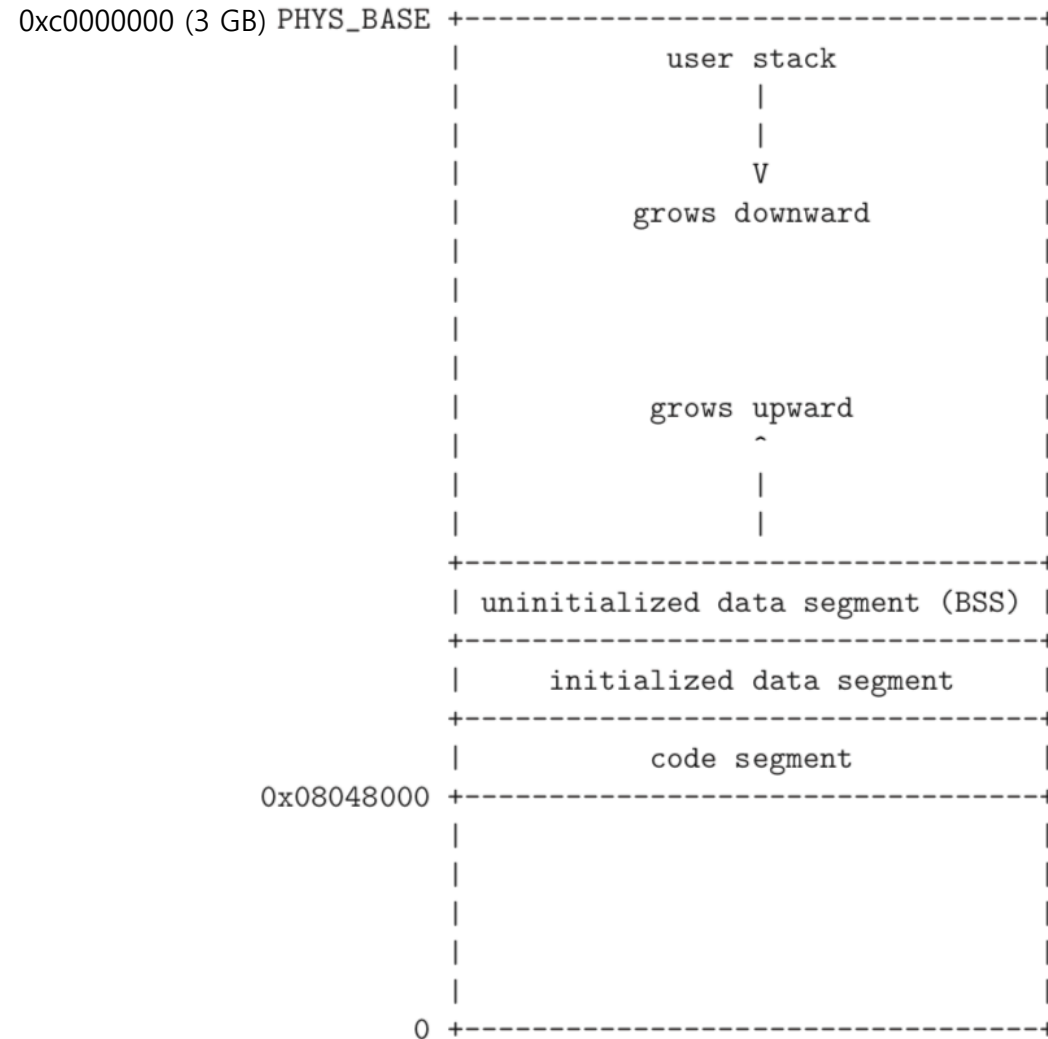 0xc0000000 (3 GB) PHYS_BASE +----------------------------------+
| user stack |
| | |
| | |
| V |
| grows downward |
| |
| |
| |
| |
| grows upward |
| ^ |
| | |
| | |
+----------------------------------+
| uninitialized data segment (BSS) |
+----------------------------------+
| initialized data segment |
+----------------------------------+
| code segment |
0x08048000 +----------------------------------+
| |
| |
| |
| |
| |
0 +----------------------------------+